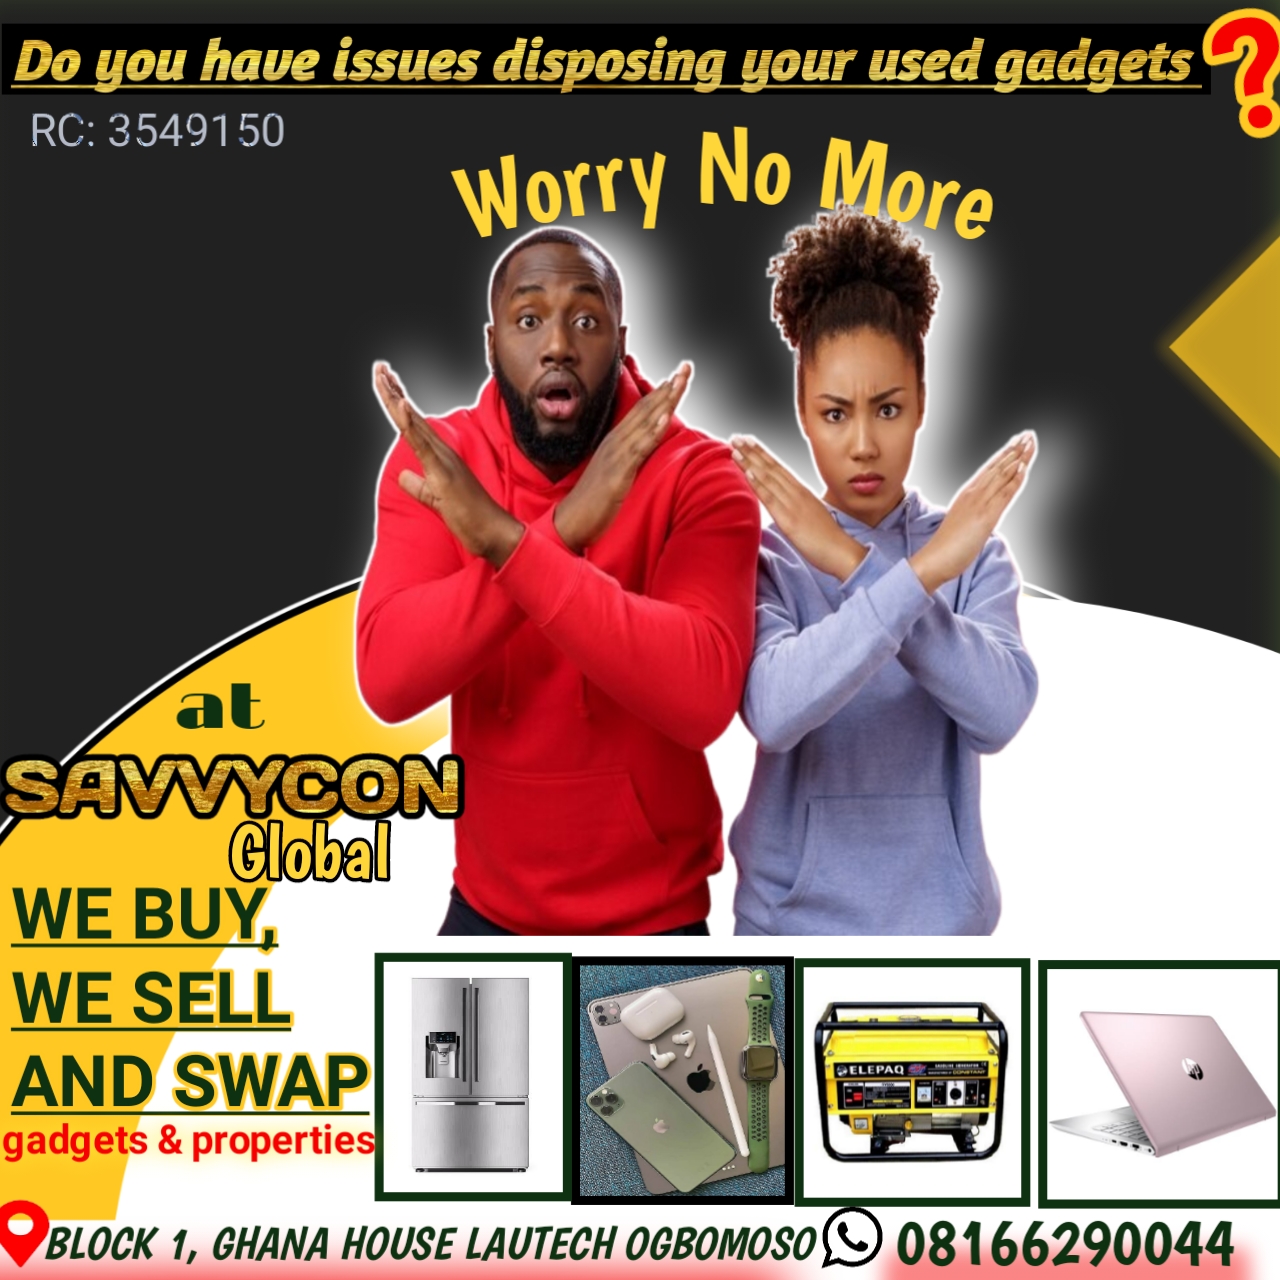 Do you have issues disposing your used gadgets?
RC: 3549150
Worry No More
at
SAVVYCON
Global
WE BUY,
WE SELL
AND SWAP
gadgets & properties
ELEPAQ
hp
BLOCK 1, GHANA HOUSE LAUTECH OGBOMOSO
08166290044